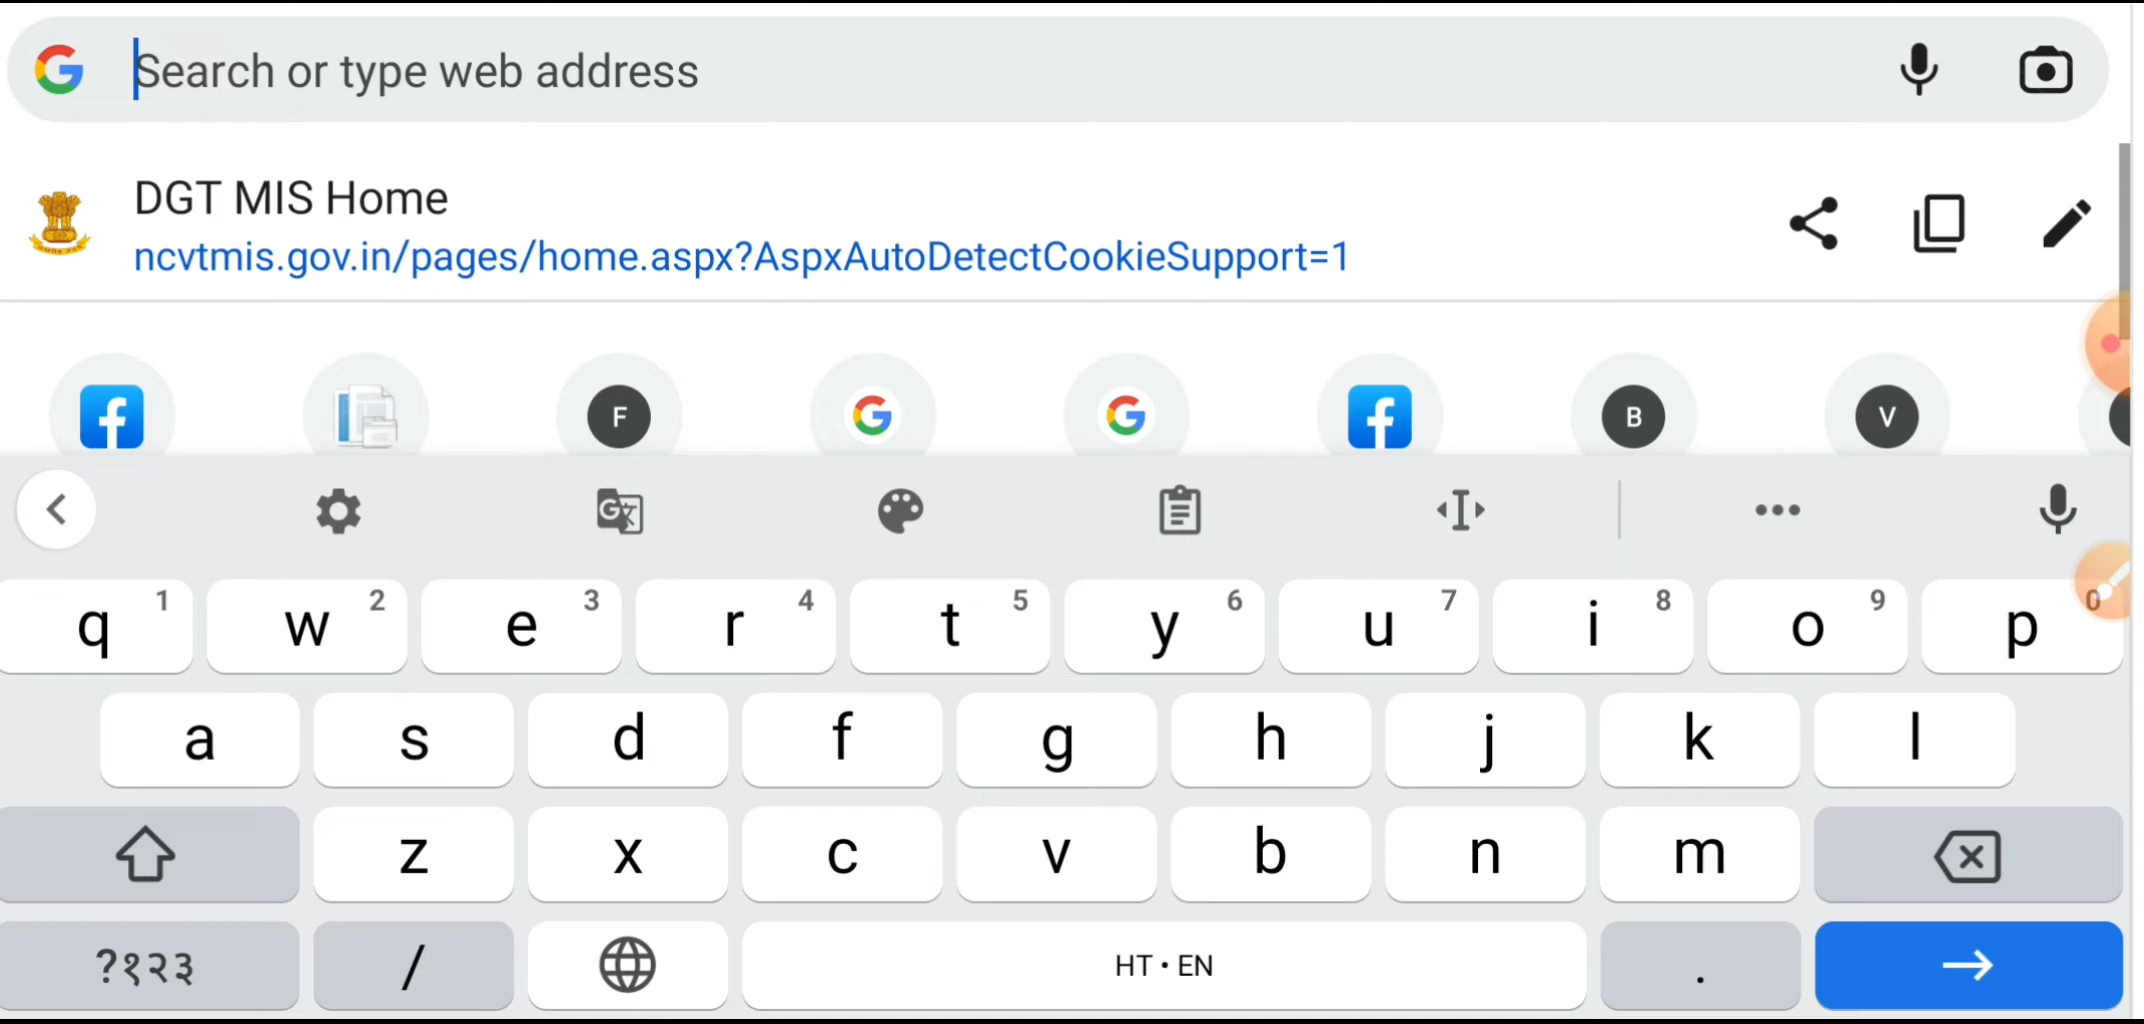 Search or type web address
DGT MIS Home
ncvtmis.gov.in/pages/home.aspx?AspxAutoDetectCookieSupport=1
F B V
q 1 w 2 e 3 r 4 t 5 y 6 u 7 i 8 o 9 p 0
a s d f g h j k l
z x c v b n m
?१२३ / HT • EN .